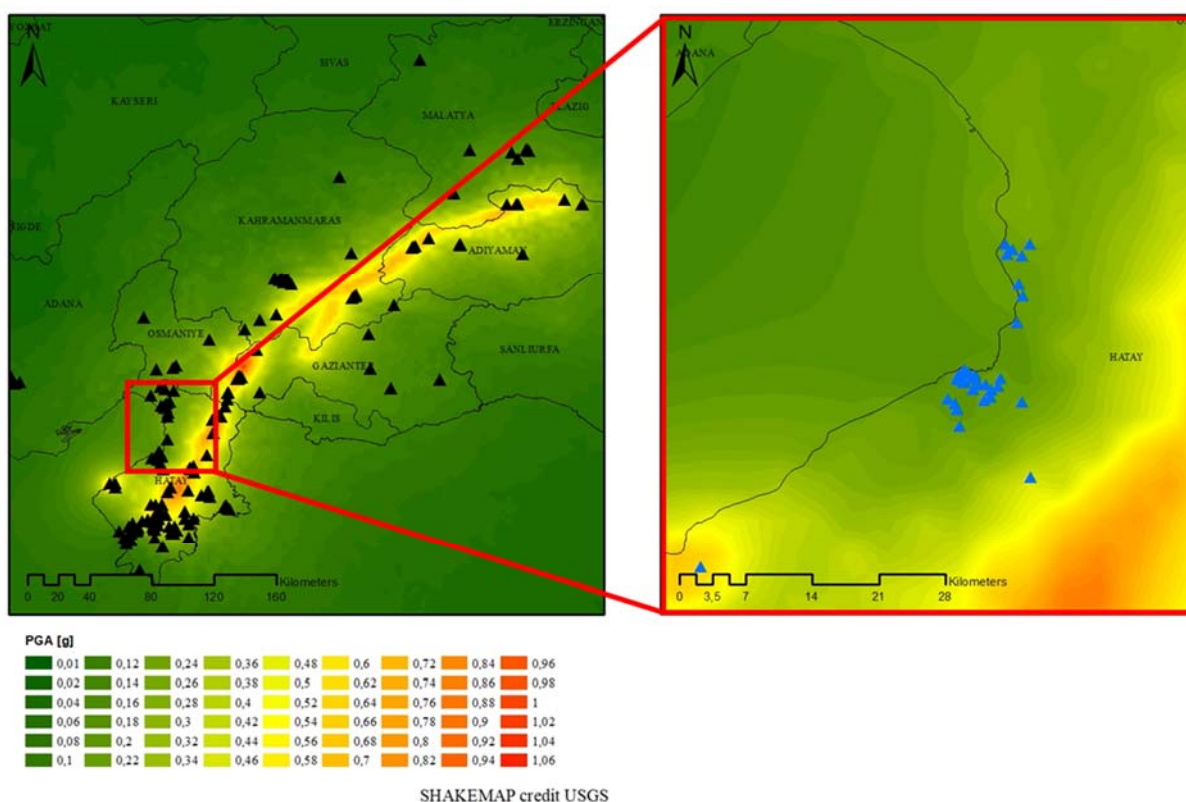 ERZINCAN
N
SIVAS
KAYSERI
ELAZIG
MALATYA
KAHRAMANMARAS
ADIYAMAN
ADANA
OSMANIYE
SANLIURFA
GAZIANTEP
KILIS
HATAY
Kilometers
0 20 40 80 120 160
N
ADANA
HATAY
Kilometers
0 3,5 7 14 21 28
PGA [g]
0,01 0,12 0,24 0,36 0,48 0,6 0,72 0,84 0,96
0,02 0,14 0,26 0,38 0,5 0,62 0,74 0,86 0,98
0,04 0,16 0,28 0,4 0,52 0,64 0,76 0,88 1
0,06 0,18 0,3 0,42 0,54 0,66 0,78 0,9 1,02
0,08 0,2 0,32 0,44 0,56 0,68 0,8 0,92 1,04
0,1 0,22 0,34 0,46 0,58 0,7 0,82 0,94 1,06
SHAKEMAP credit USGS